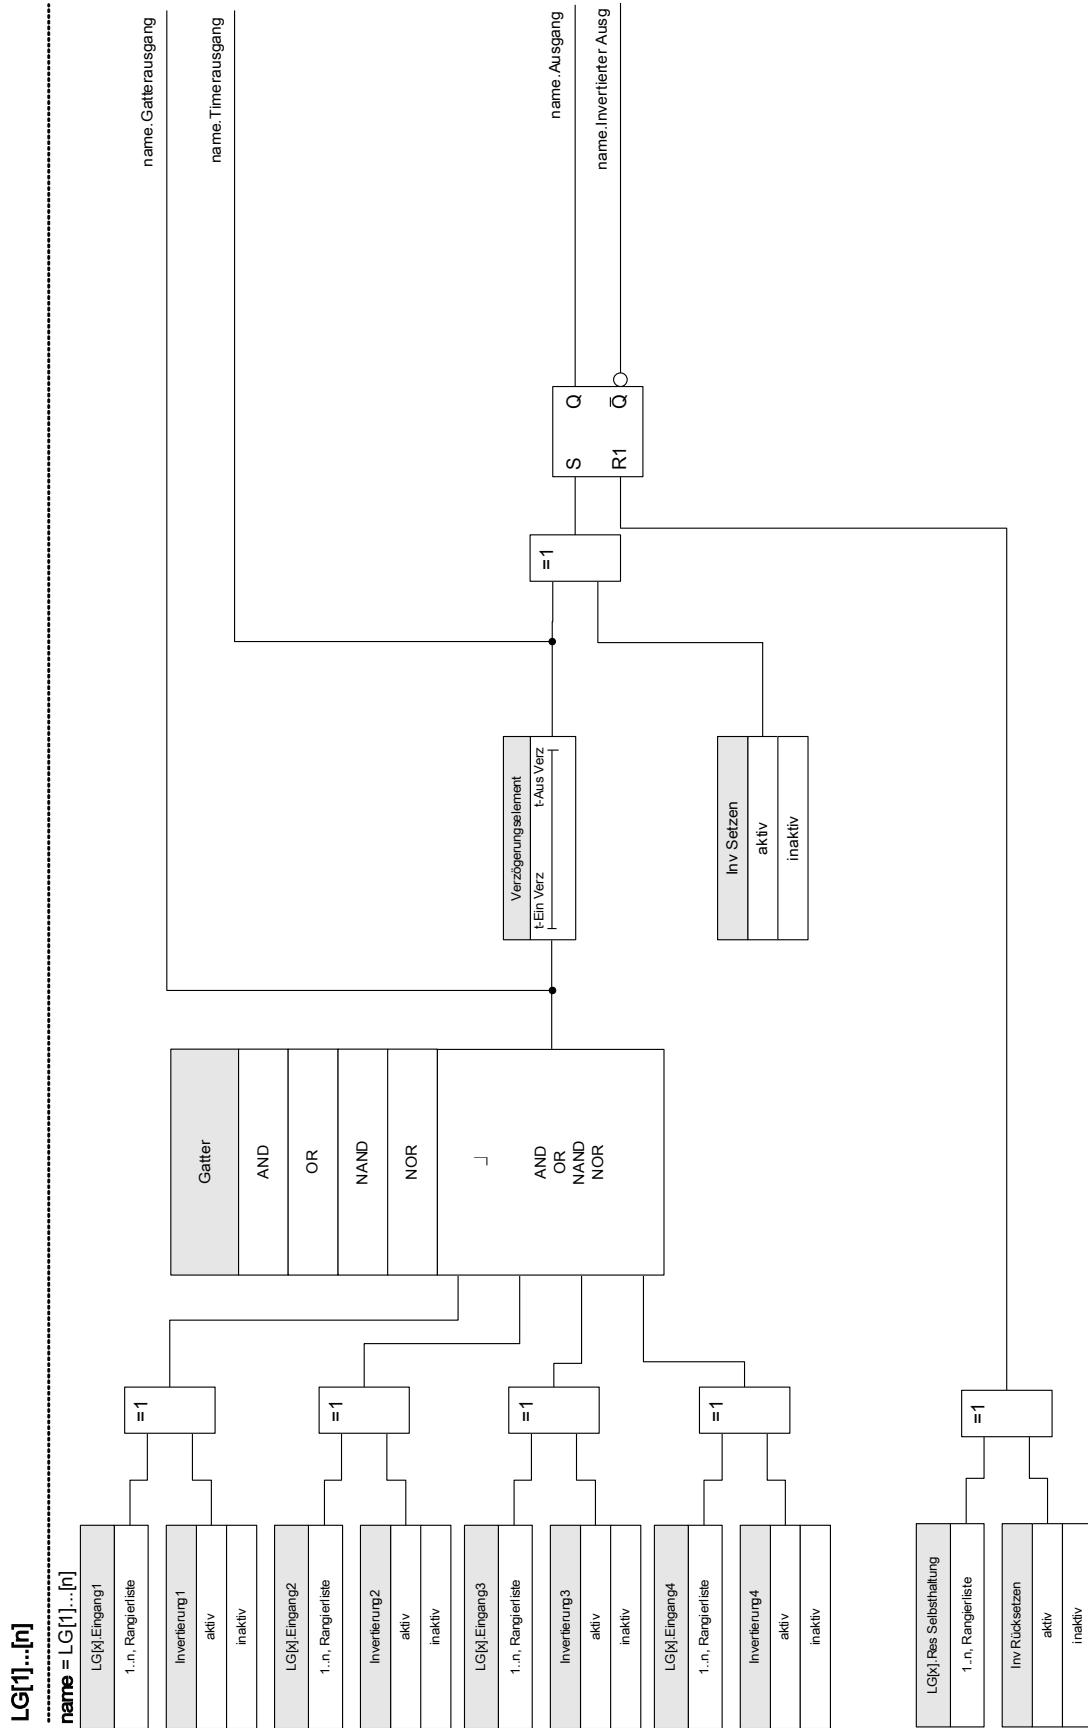 LG[1]...[n]
name = LG[1]...[n]
LG[x].Eingang1
1..n, Rangierliste
Invertierung1
aktiv
inaktiv
LG[x].Eingang2
1..n, Rangierliste
Invertierung2
aktiv
inaktiv
LG[x].Eingang3
1..n, Rangierliste
Invertierung3
aktiv
inaktiv
LG[x].Eingang4
1..n, Rangierliste
Invertierung4
aktiv
inaktiv
LG[x].Res Selbsthaltung
1..n, Rangierliste
Inv Rücksetzen
aktiv
inaktiv
=1
=1
=1
=1
=1
Gatter
AND
OR
NAND
NOR
AND
OR
NAND
NOR
Verzögerungselement
t-Ein Verz
t-Aus Verz
Inv Setzen
aktiv
inaktiv
=1
S
Q
R1
Q̅
name.Gatterausgang
name.Timerausgang
name.Ausgang
name.Invertierter Ausg